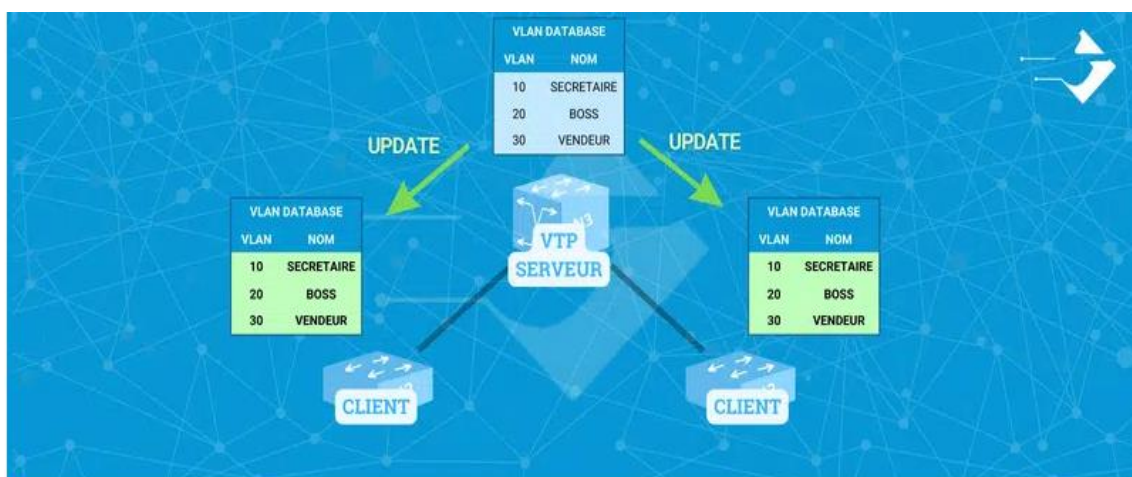 VLAN DATABASE
VLAN NOM
10 SECRETAIRE
20 BOSS
30 VENDEUR
UPDATE
UPDATE
VLAN DATABASE
VLAN NOM
10 SECRETAIRE
20 BOSS
30 VENDEUR
VLAN DATABASE
VLAN NOM
10 SECRETAIRE
20 BOSS
30 VENDEUR
N3
VTP
SERVEUR
CLIENT
CLIENT